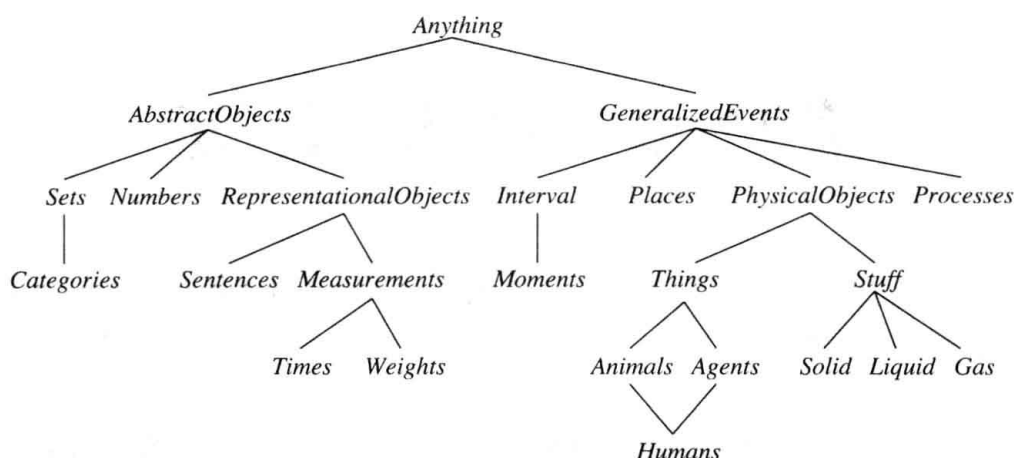 Anything
AbstractObjects GeneralizedEvents
Sets Numbers RepresentationalObjects Interval Places PhysicalObjects Processes
Categories Sentences Measurements Moments Things Stuff
Times Weights Animals Agents Solid Liquid Gas
Humans